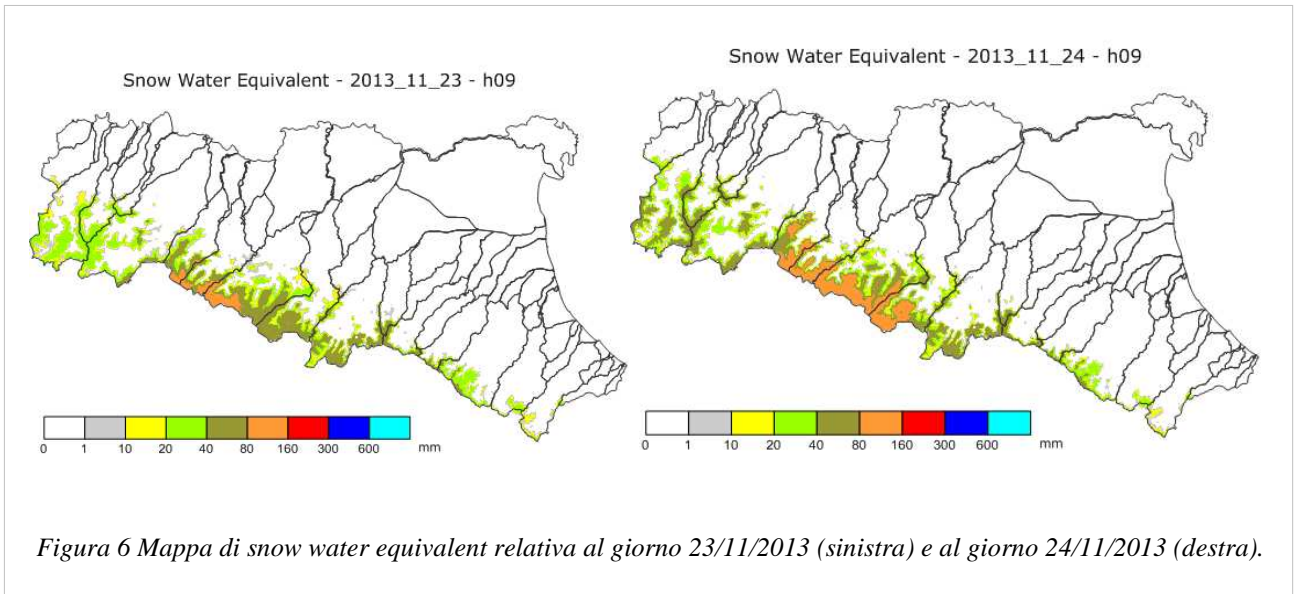 Snow Water Equivalent - 2013_11_23 - h09
Snow Water Equivalent - 2013_11_24 - h09
0 1 10 20 40 80 160 300 600 mm
0 1 10 20 40 80 160 300 600 mm
Figura 6 Mappa di snow water equivalent relativa al giorno 23/11/2013 (sinistra) e al giorno 24/11/2013 (destra).